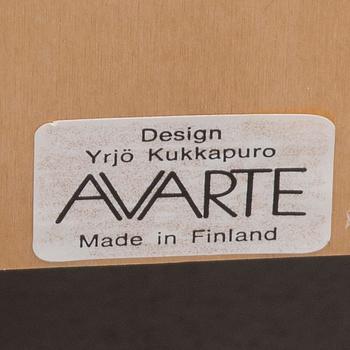 Design
Yrjö Kukkapuro
AVARTE
Made in Finland